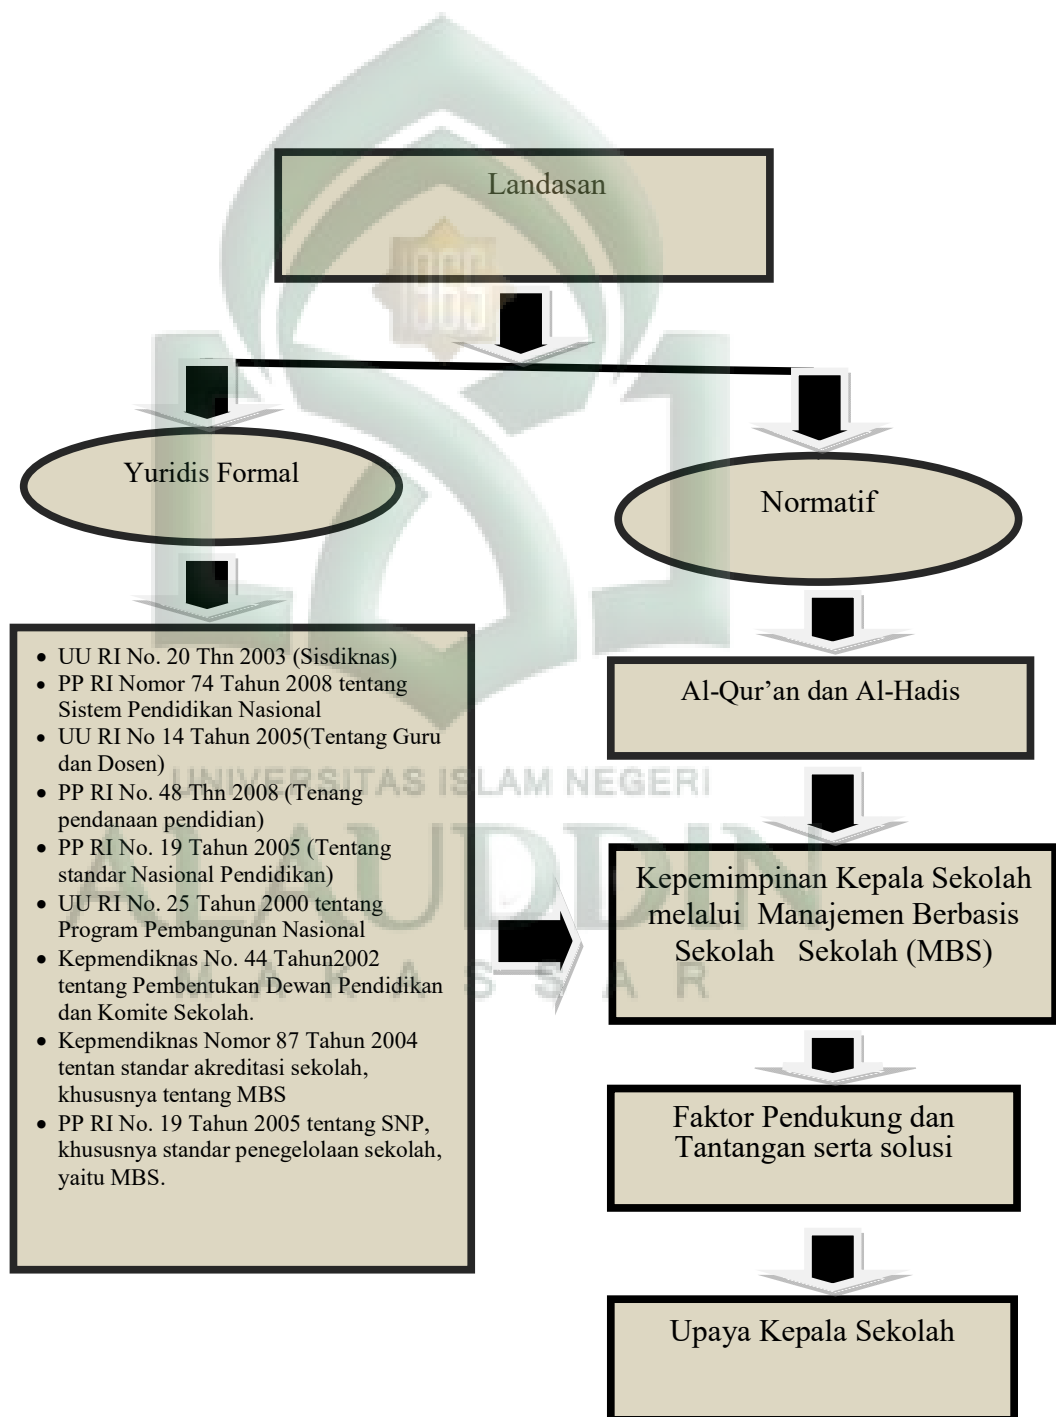 Landasan
1965
Yuridis Formal
Normatif
• UU RI No. 20 Thn 2003 (Sisdiknas)
• PP RI Nomor 74 Tahun 2008 tentang
Sistem Pendidikan Nasional
• UU RI No 14 Tahun 2005(Tentang Guru
dan Dosen)
• PP RI No. 48 Thn 2008 (Tenang
pendanaan pendidian)
• PP RI No. 19 Tahun 2005 (Tentang
standar Nasional Pendidikan)
• UU RI No. 25 Tahun 2000 tentang
Program Pembangunan Nasional
• Kepmendiknas No. 44 Tahun2002
tentang Pembentukan Dewan Pendidikan
dan Komite Sekolah.
• Kepmendiknas Nomor 87 Tahun 2004
tentan standar akreditasi sekolah,
khususnya tentang MBS
• PP RI No. 19 Tahun 2005 tentang SNP,
khususnya standar penegelolaan sekolah,
yaitu MBS.
Al-Qur’an dan Al-Hadis
UNIVERSITAS ISLAM NEGERI
ALAUDDIN
MAKASSAR
Kepemimpinan Kepala Sekolah
melalui Manajemen Berbasis
Sekolah Sekolah (MBS)
Faktor Pendukung dan
Tantangan serta solusi
Upaya Kepala Sekolah